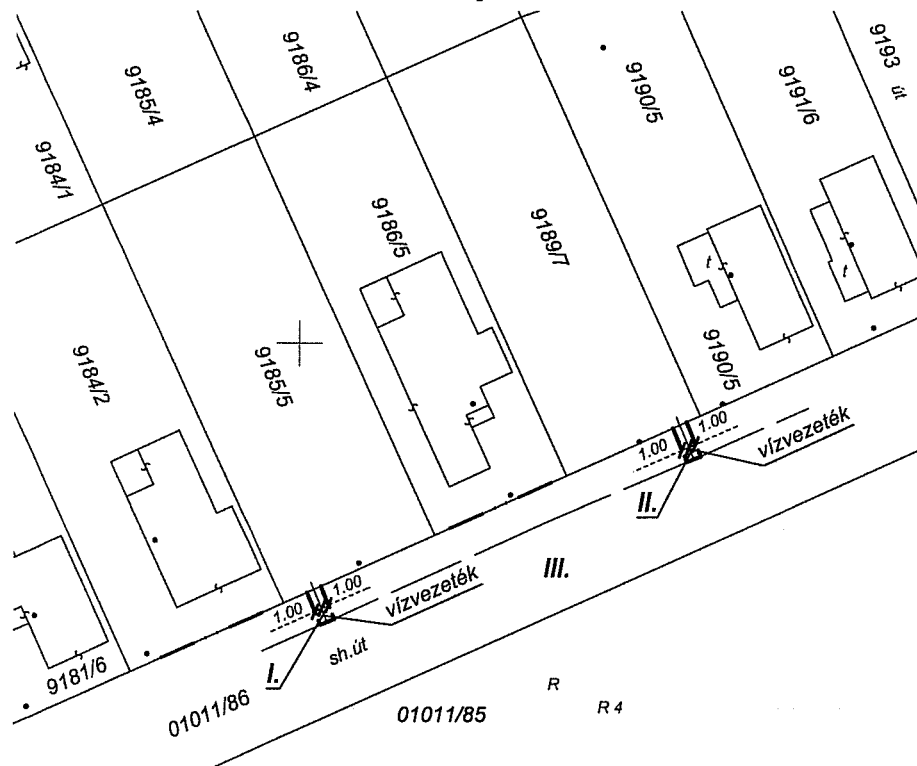 9193
út
9186/4
9185/4
9190/5
9191/6
9184/1
9186/5
9189/7
t
t
9184/2
9185/5
9190/5
1.00
1.00
vízvezeték
II.
III.
1.00
1.00
vízvezeték
sh.út
I.
9181/6
01011/86
01011/85
R
R 4